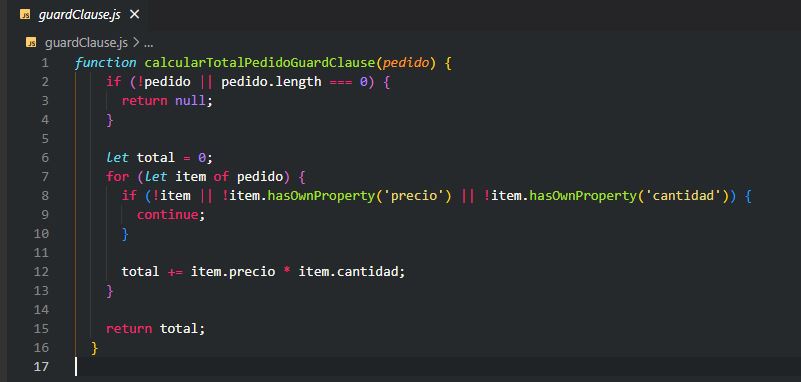 JS guardClause.js ×
JS guardClause.js > ...
1 function calcularTotalPedidoGuardClause(pedido) {
2 if (!pedido || pedido.length === 0) {
3 return null;
4 }
5
6 let total = 0;
7 for (let item of pedido) {
8 if (!item || !item.hasOwnProperty('precio') || !item.hasOwnProperty('cantidad')) {
9 continue;
10 }
11
12 total += item.precio * item.cantidad;
13 }
14
15 return total;
16 }
17